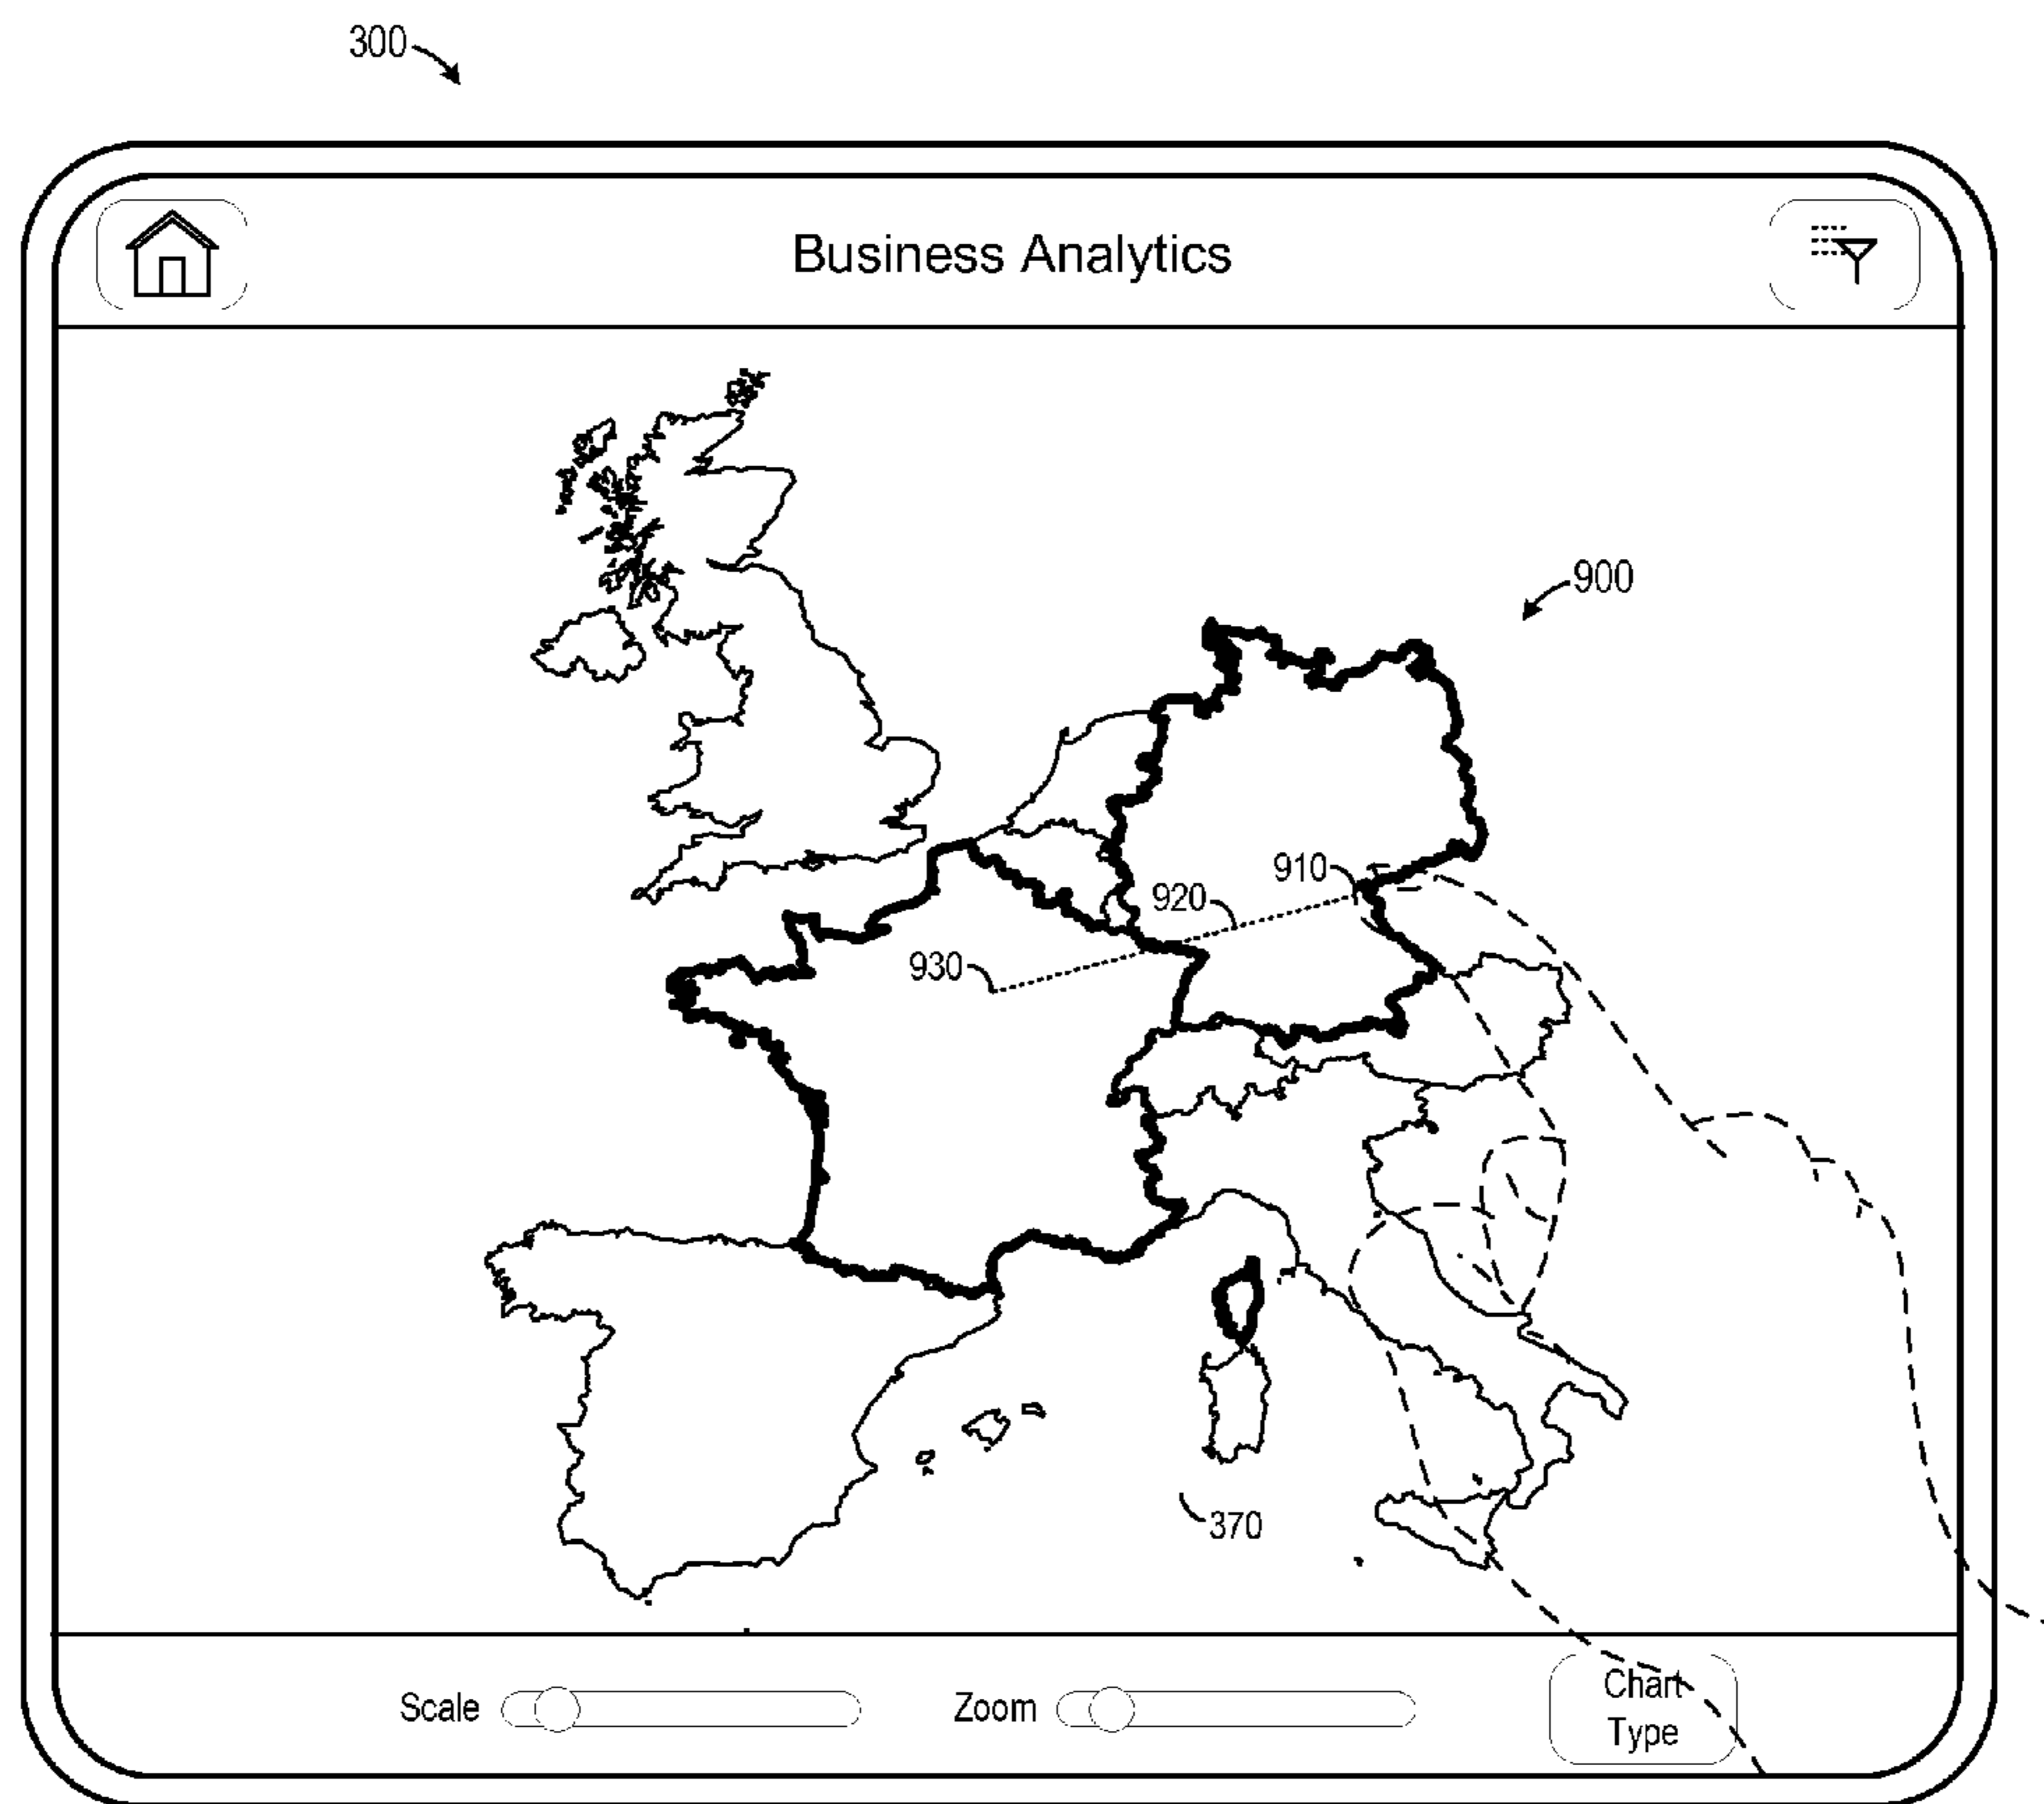 300
Business Analytics
900
910
920
930
370
Scale
Zoom
Chart
Type